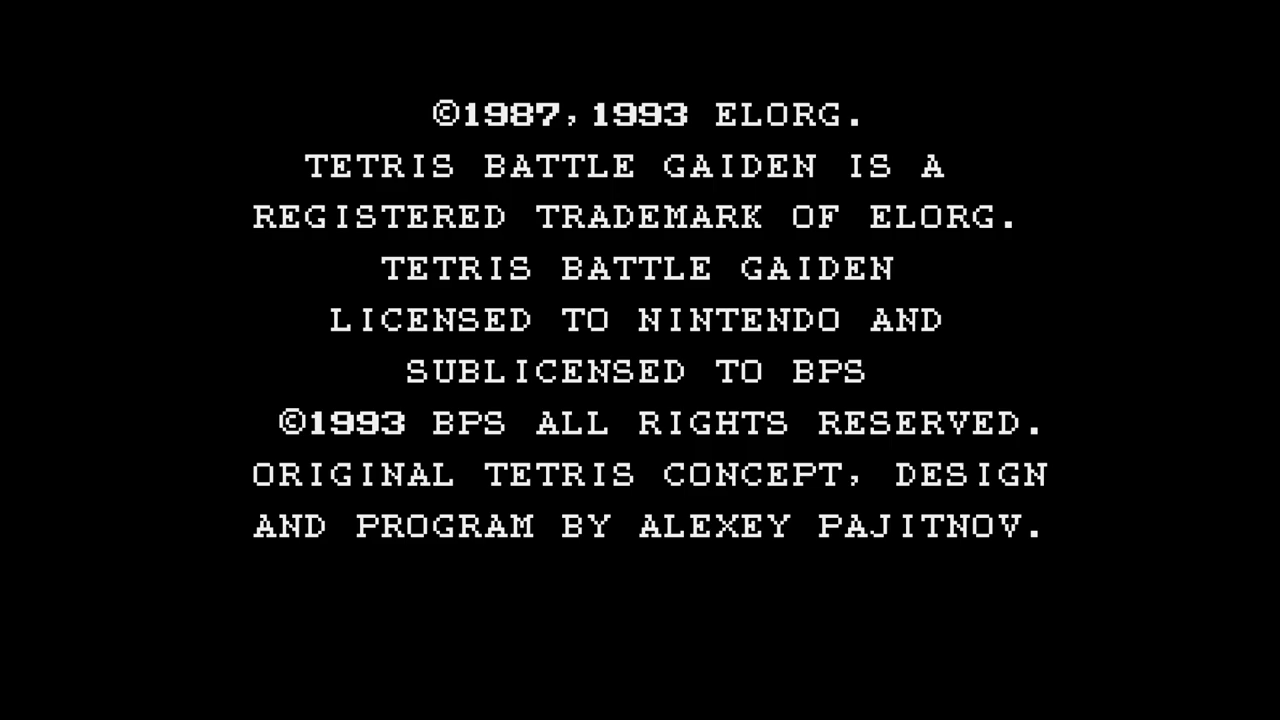 ©1987,1993 ELORG.
TETRIS BATTLE GAIDEN IS A
REGISTERED TRADEMARK OF ELORG.
TETRIS BATTLE GAIDEN
LICENSED TO NINTENDO AND
SUBLICENSED TO BPS
©1993 BPS ALL RIGHTS RESERVED.
ORIGINAL TETRIS CONCEPT, DESIGN
AND PROGRAM BY ALEXEY PAJITNOV.